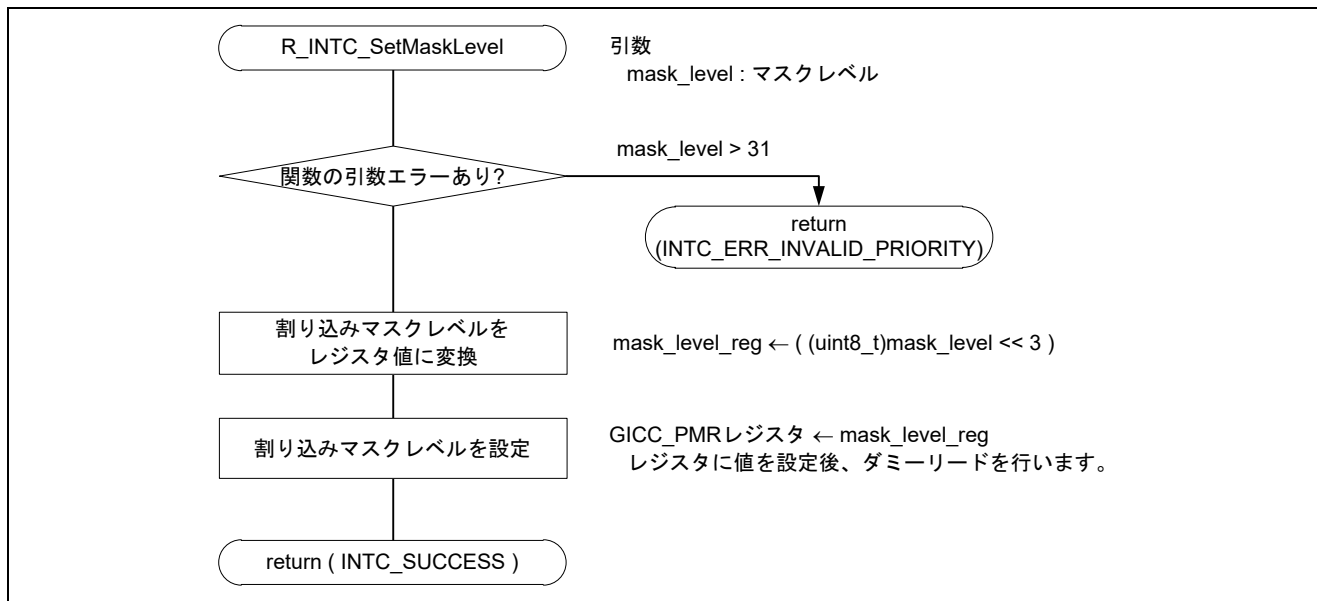 R_INTC_SetMaskLevel
引数
mask_level : マスクレベル
関数の引数エラーあり?
mask_level > 31
return
(INTC_ERR_INVALID_PRIORITY)
割り込みマスクレベルを
レジスタ値に変換
mask_level_reg ← ( (uint8_t)mask_level << 3 )
割り込みマスクレベルを設定
GICC_PMRレジスタ ← mask_level_reg
レジスタに値を設定後、ダミーリードを行います。
return ( INTC_SUCCESS )